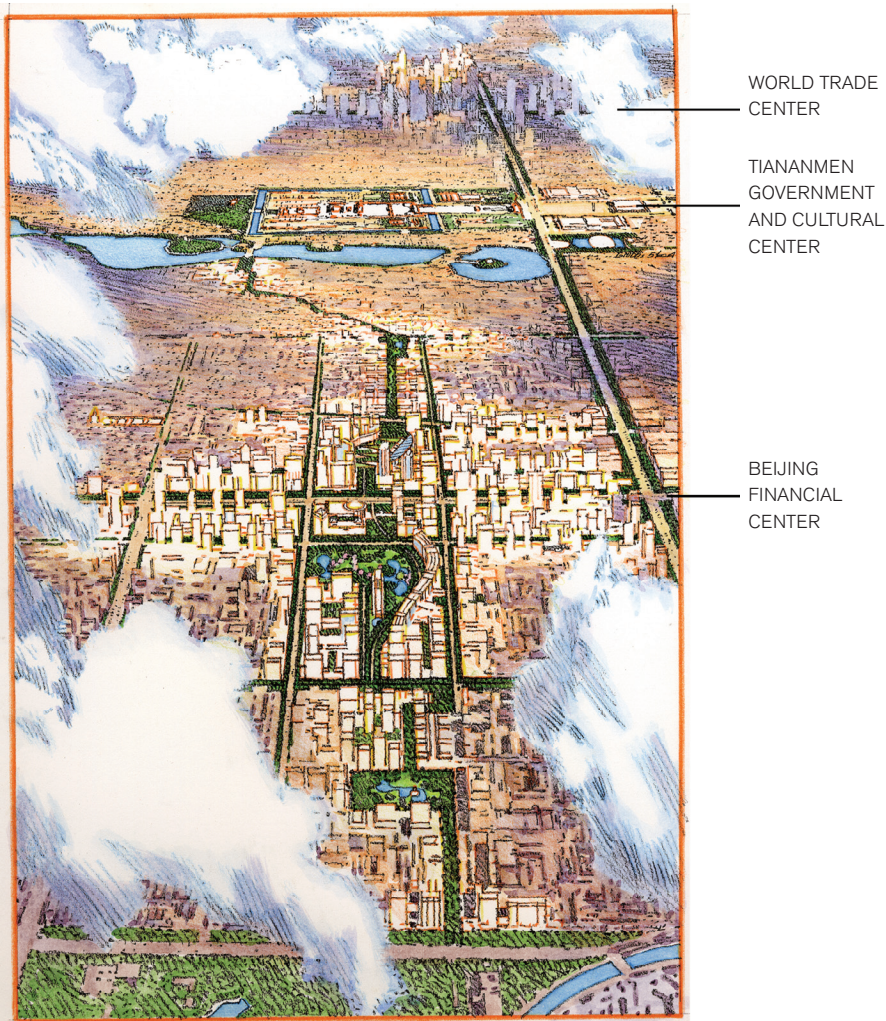 WORLD TRADE
CENTER
TIANANMEN
GOVERNMENT
AND CULTURAL
CENTER
BEIJING
FINANCIAL
CENTER